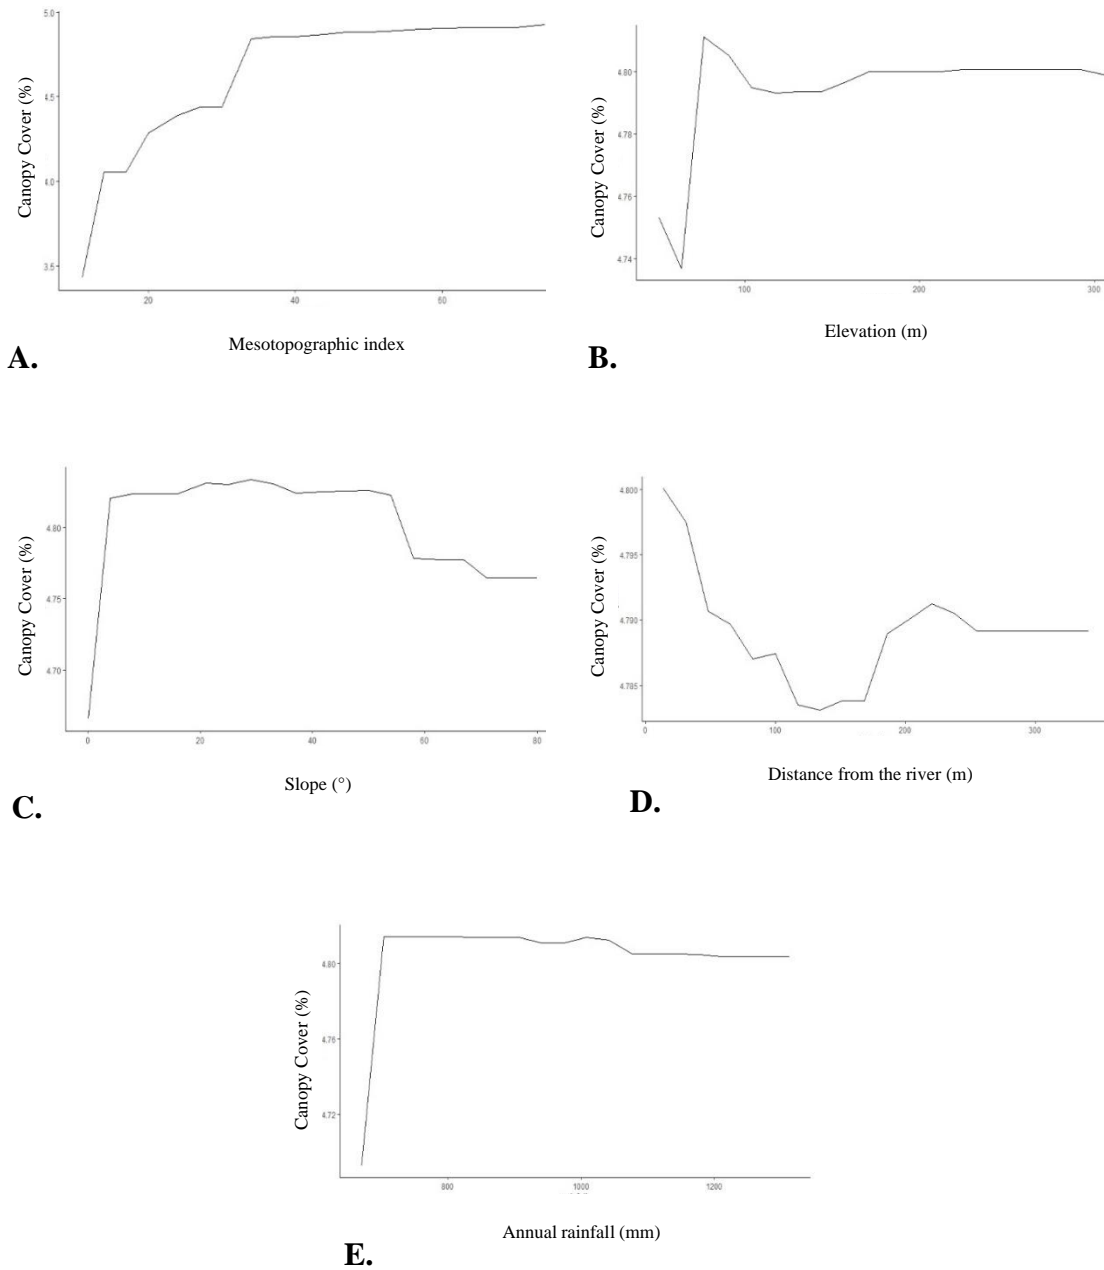 5.0
4.5
4.0
3.5
Canopy Cover (%)
20
40
60
Mesotopographic index
A.
4.80
4.78
4.76
4.74
Canopy Cover (%)
100
200
300
Elevation (m)
B.
4.80
4.75
4.70
Canopy Cover (%)
0
20
40
60
80
Slope (°)
C.
4.800
4.795
4.790
4.785
Canopy Cover (%)
0
100
200
300
Distance from the river (m)
D.
4.80
4.76
4.72
Canopy Cover (%)
800
1000
1200
Annual rainfall (mm)
E.